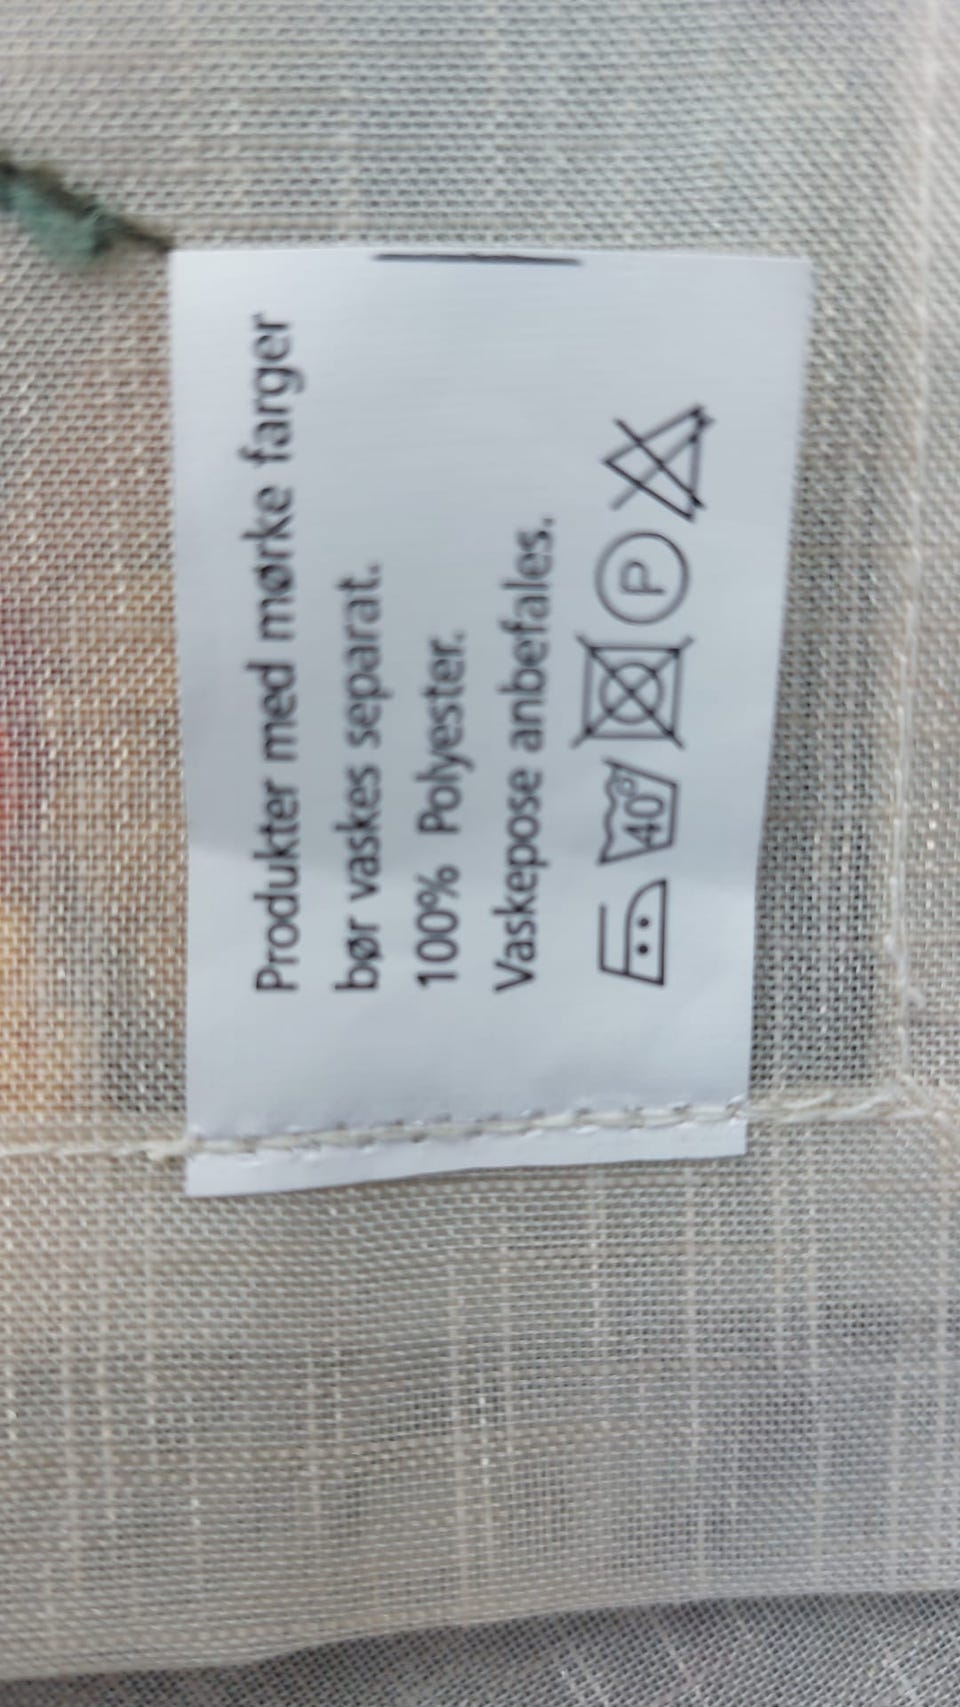 Produkter med mørke farger
bør vaskes separat.
100% Polyester.
Vaskepose anbefales.
40° P